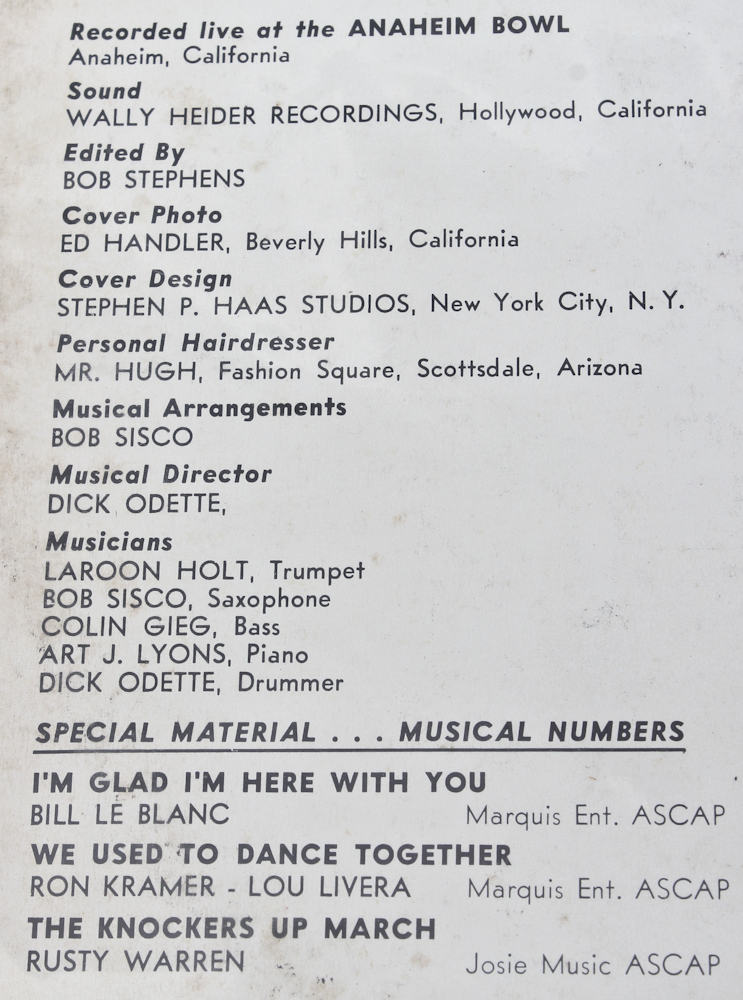 Recorded live at the ANAHEIM BOWL
Anaheim, California
Sound
WALLY HEIDER RECORDINGS, Hollywood, California
Edited By
BOB STEPHENS
Cover Photo
ED HANDLER, Beverly Hills, California
Cover Design
STEPHEN P. HAAS STUDIOS, New York City, N. Y.
Personal Hairdresser
MR. HUGH, Fashion Square, Scottsdale, Arizona
Musical Arrangements
BOB SISCO
Musical Director
DICK ODETTE,
Musicians
LAROON HOLT, Trumpet
BOB SISCO, Saxophone
COLIN GIEG, Bass
ART J. LYONS, Piano
DICK ODETTE, Drummer
SPECIAL MATERIAL . . . MUSICAL NUMBERS
I'M GLAD I'M HERE WITH YOU
BILL LE BLANC Marquis Ent. ASCAP
WE USED TO DANCE TOGETHER
RON KRAMER - LOU LIVERA Marquis Ent. ASCAP
THE KNOCKERS UP MARCH
RUSTY WARREN Josie Music ASCAP